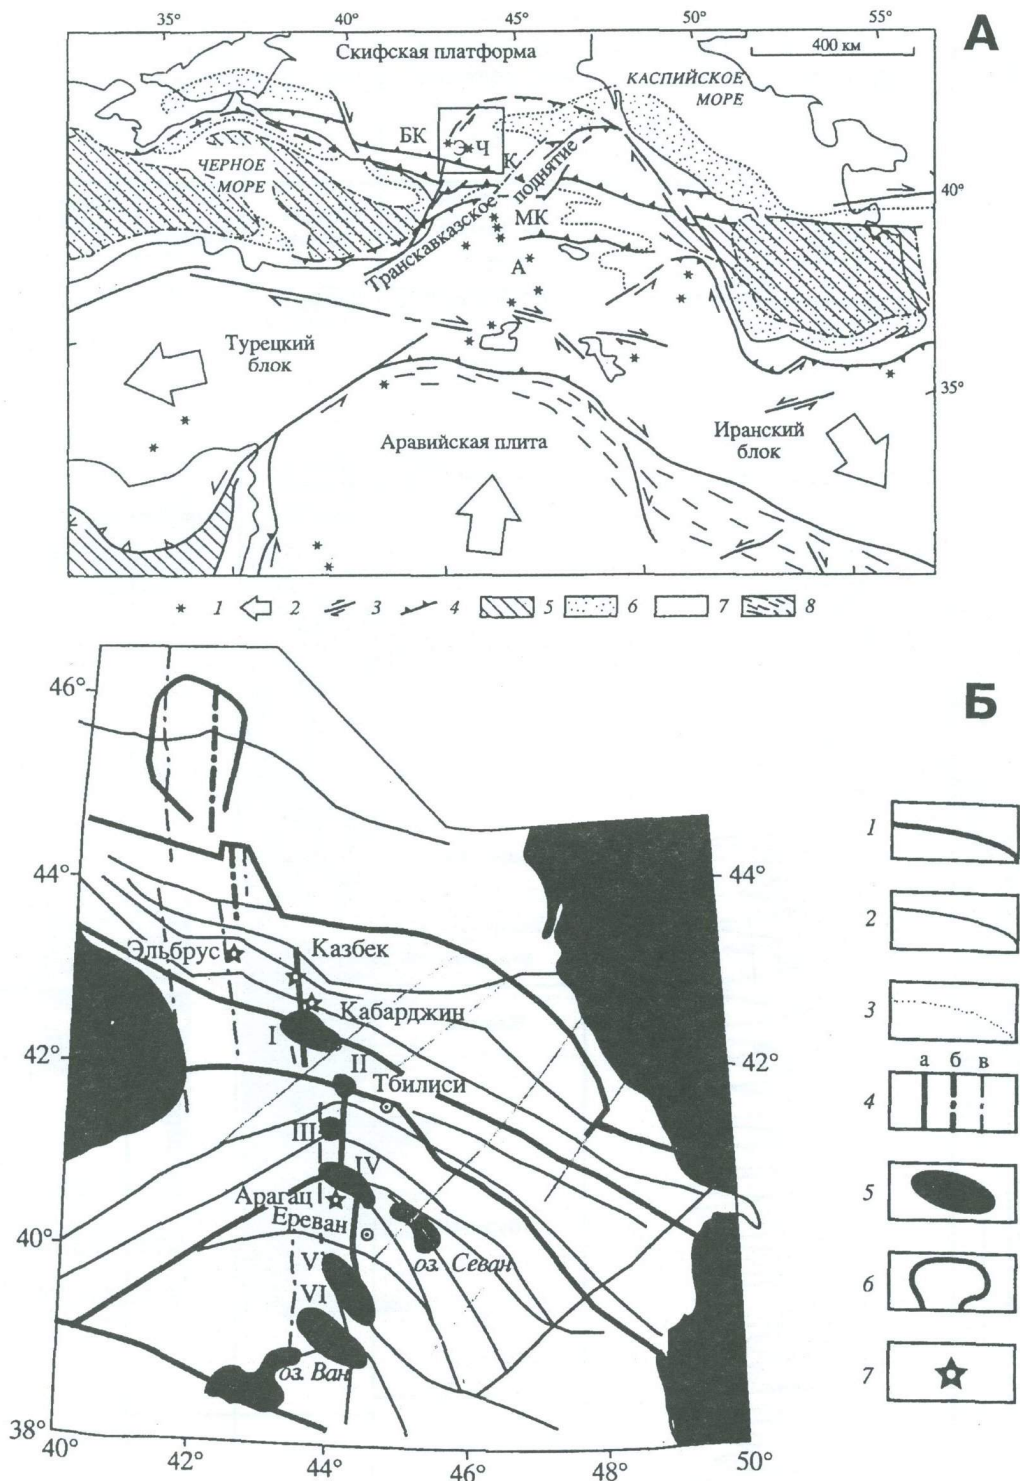 35° 40° 45° 50° 55°
А
Скифская платформа
400 км
КАСПИЙСКОЕ
МОРЕ
БК
Э Ч
К
ЧЕРНОЕ
МОРЕ
40°
Транскавказское поднятие
МК
А
Турецкий
блок
35°
Аравийская плита
Иранский
блок
1 2 3 4 5 6 7 8
Б
46°
1
44° 44°
2
Эльбрус Казбек
Кабарджин
3
I
42° 42°
II
а б в
Тбилиси
4
III
IV
5
Арагац
Ереван
40°
оз. Севан
V
VI
6
оз. Ван
7
38°
40° 42° 44° 46° 48° 50°